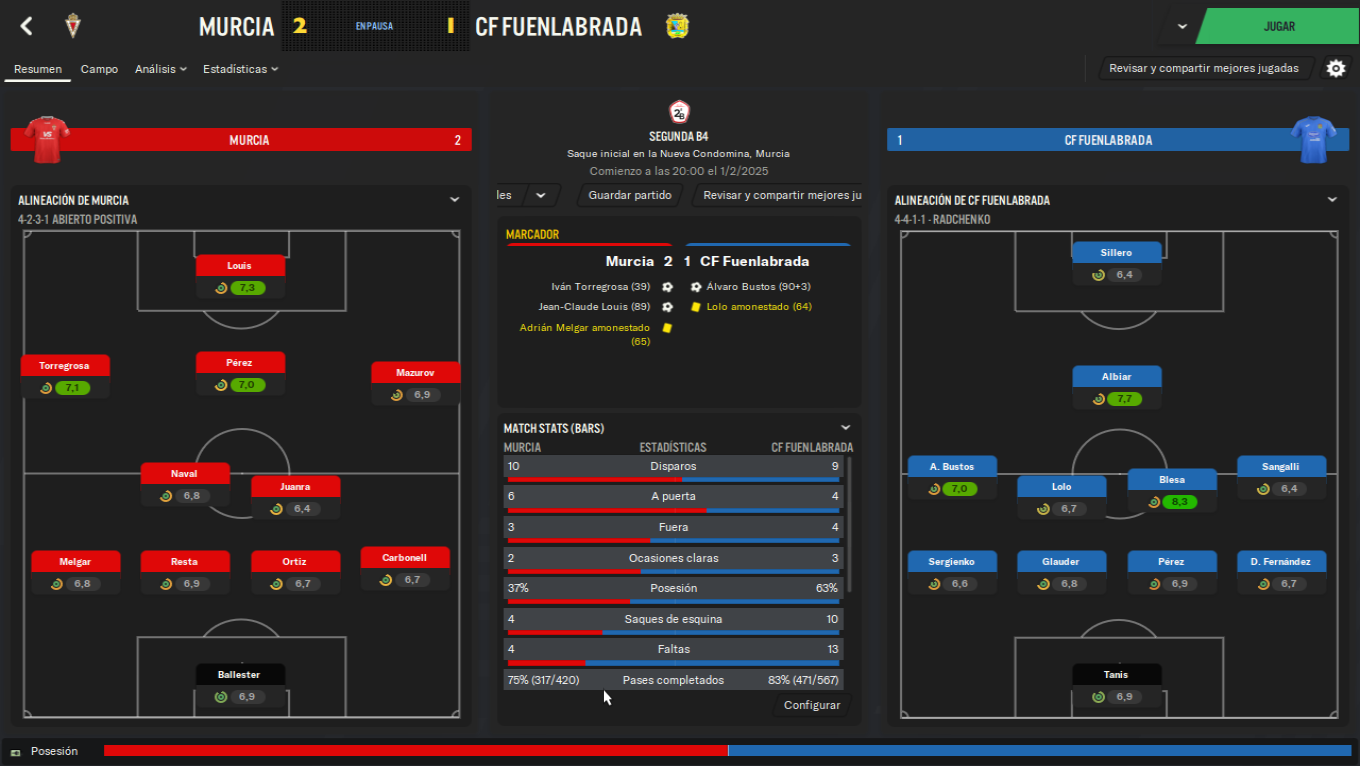 MURCIA 2 EN PAUSA 1 CF FUENLABRADA
JUGAR
Resumen Campo Análisis Estadísticas
Revisar y compartir mejores jugadas
MURCIA 2
SEGUNDA B4
Saque inicial en la Nueva Condomina, Murcia
Comienzo a las 20:00 el 1/2/2025
les Guardar partido Revisar y compartir mejores ju
1 CF FUENLABRADA
ALINEACIÓN DE MURCIA
4-2-3-1 ABIERTO POSITIVA
Louis
7,3
Torregrosa
7,1
Pérez
7,0
Mazurov
6,9
Naval
6,8
Juanra
6,4
Melgar
6,8
Resta
6,9
Ortiz
6,7
Carbonell
6,7
Ballester
6,9
MARCADOR
Murcia 2 1 CF Fuenlabrada
Iván Torregrosa (39) Álvaro Bustos (90+3)
Jean-Claude Louis (89) Lolo amonestado (64)
Adrián Melgar amonestado
(65)
MATCH STATS (BARS)
MURCIA ESTADÍSTICAS CF FUENLABRADA
10 Disparos 9
6 A puerta 4
3 Fuera 4
2 Ocasiones claras 3
37% Posesión 63%
4 Saques de esquina 10
4 Faltas 13
75% (317/420) Pases completados 83% (471/567)
Configurar
ALINEACIÓN DE CF FUENLABRADA
4-4-1-1 - RADCHENKO
Sillero
6,4
Albiar
7,7
A. Bustos
7,0
Lolo
6,7
Blesa
8,3
Sangalli
6,4
Sergienko
6,6
Glauder
6,8
Pérez
6,9
D. Fernández
6,7
Tanis
6,9
Posesión